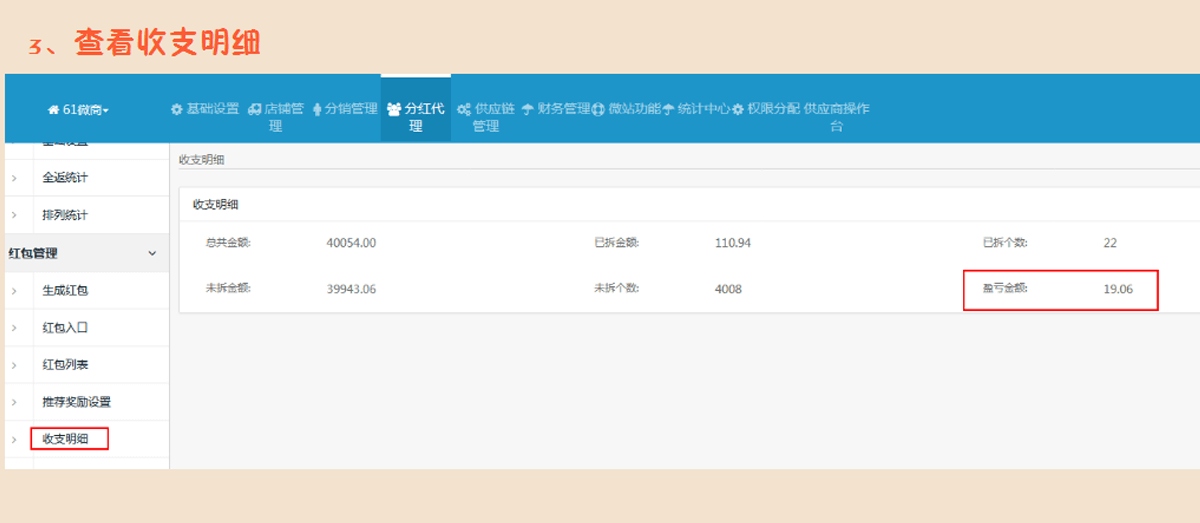 3、查看收支明细
61微商
基础设置
店铺管理
分销管理
分红代理
供应链管理
财务管理
微站功能
统计中心
权限分配
供应商操作台
全返统计
排列统计
红包管理
生成红包
红包入口
红包列表
推荐奖励设置
收支明细
收支明细
收支明细
总共金额: 40054.00 已拆金额: 110.94 已拆个数: 22
未拆金额: 39943.06 未拆个数: 4008 盈亏金额: 19.06